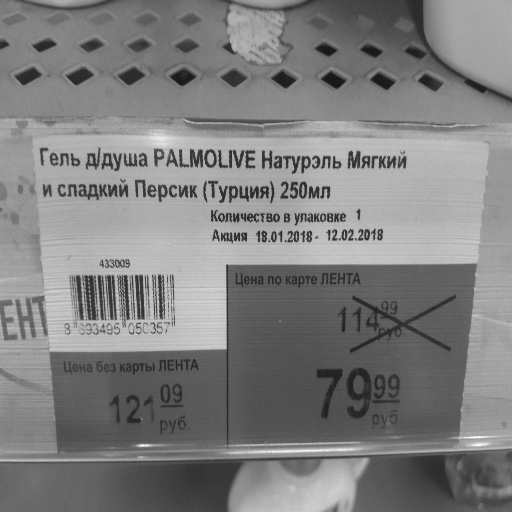 Гель д/душа PALMOLIVE Натурэль Мягкий
и сладкий Персик (Турция) 250мл
Количество в упаковке 1
Акция 18.01.2018 - 12.02.2018
433009
8 693495 050357
Цена по карте ЛЕНТА
114 99
руб.
79 99
руб.
Цена без карты ЛЕНТА
121 09
руб.
ЕНТ